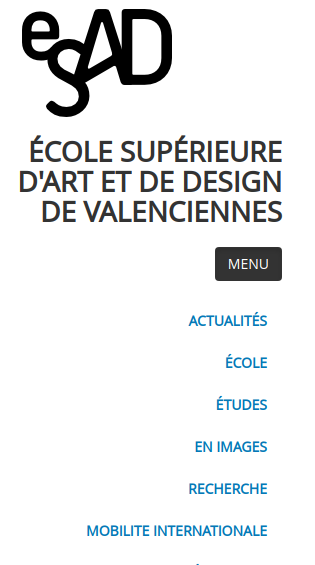 eSAD
ÉCOLE SUPÉRIEURE
D'ART ET DE DESIGN
DE VALENCIENNES
MENU
ACTUALITÉS
ÉCOLE
ÉTUDES
EN IMAGES
RECHERCHE
MOBILITE INTERNATIONALE